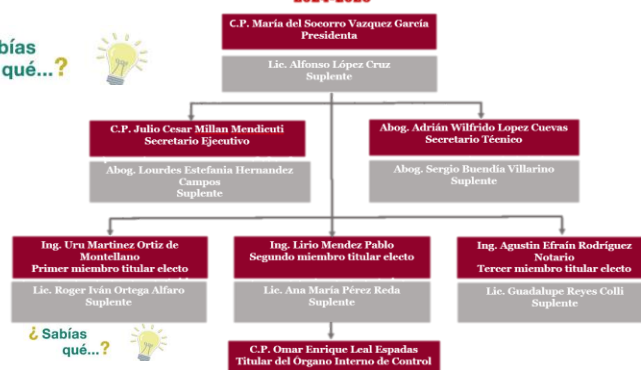 C.P. María del Socorro Vazquez García
Presidenta
Lic. Alfonso López Cruz
Suplente
bías
qué...?
C.P. Julio Cesar Millan Mendicuti
Secretario Ejecutivo
Abog. Lourdes Estefania Hernandez
Campos
Suplente
Abog. Adrián Wilfrido Lopez Cuevas
Secretario Técnico
Abog. Sergio Buendía Villarino
Suplente
Ing. Uru Martinez Ortiz de
Montellano
Primer miembro titular electo
Lic. Roger Iván Ortega Alfaro
Suplente
Ing. Lirio Mendez Pablo
Segundo miembro titular electo
Lic. Ana María Pérez Reda
Suplente
Ing. Agustin Efraín Rodríguez
Notario
Tercer miembro titular electo
Lic. Guadalupe Reyes Colli
Suplente
¿ Sabías
qué...?
C.P. Omar Enrique Leal Espadas
Titular del Órgano Interno de Control